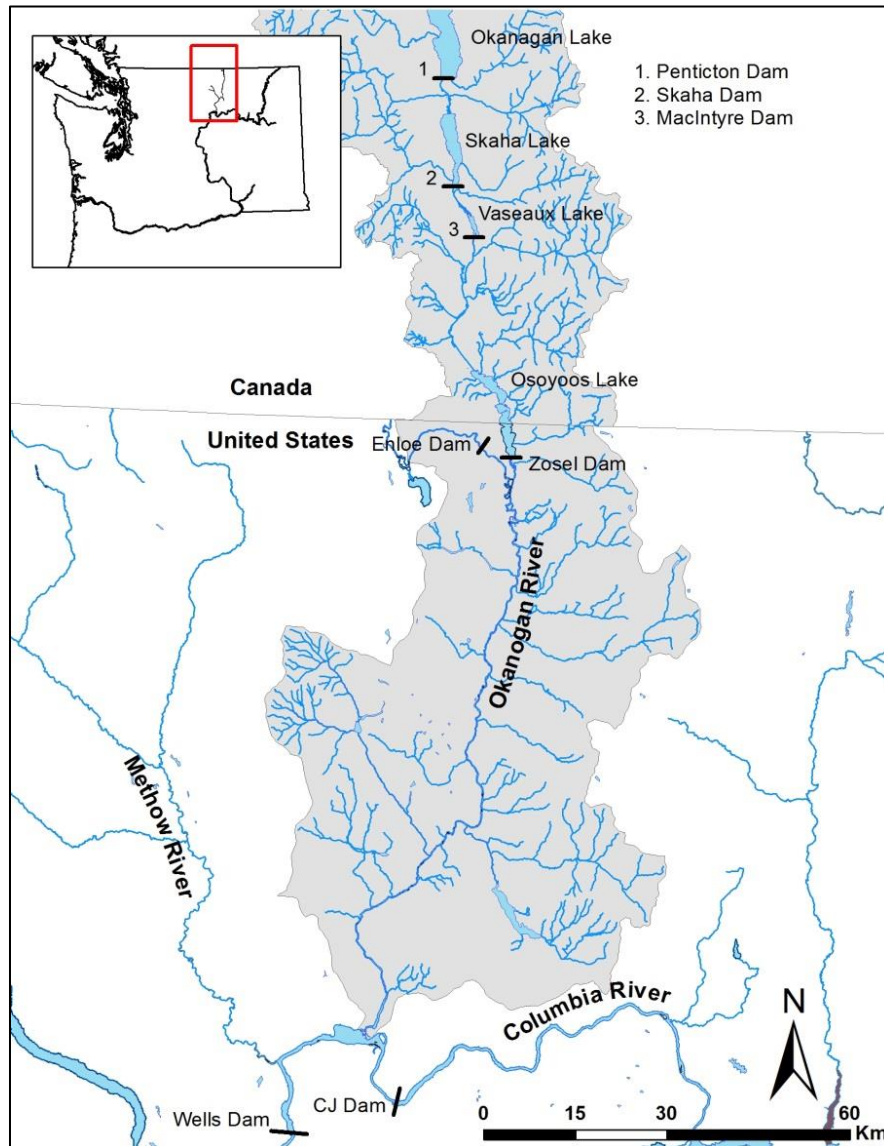 Okanagan Lake
1
1. Penticton Dam
2. Skaha Dam
3. MacIntyre Dam
Skaha Lake
2
Vaseaux Lake
3
Osoyoos Lake
Canada
United States
Enloe Dam
Zosel Dam
Okanogan River
Methow River
Columbia River
N
CJ Dam
Wells Dam
0 15 30 60
Km